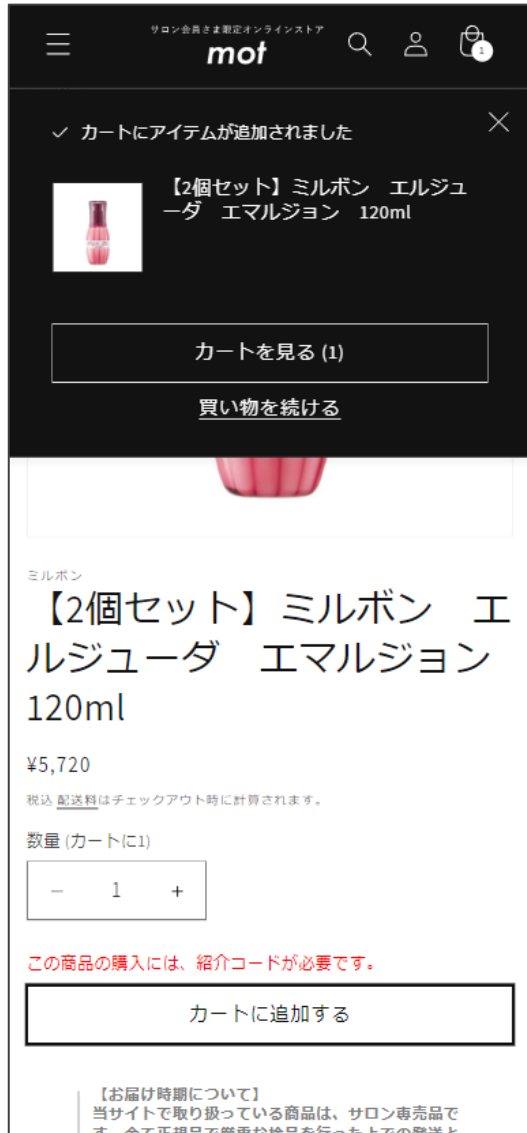 サロン会員さま限定オンラインストア
mot
1
カートにアイテムが追加されました
【2個セット】ミルボン　エルジュ
ーダ　エマルジョン　120ml
カートを見る (1)
買い物を続ける
ミルボン
【2個セット】ミルボン　エ
ルジューダ　エマルジョン
120ml
¥5,720
税込 配送料はチェックアウト時に計算されます。
数量 (カートに1)
− 1 +
この商品の購入には、紹介コードが必要です。
カートに追加する
【お届け時期について】
当サイトで取り扱っている商品は、サロン専売品で